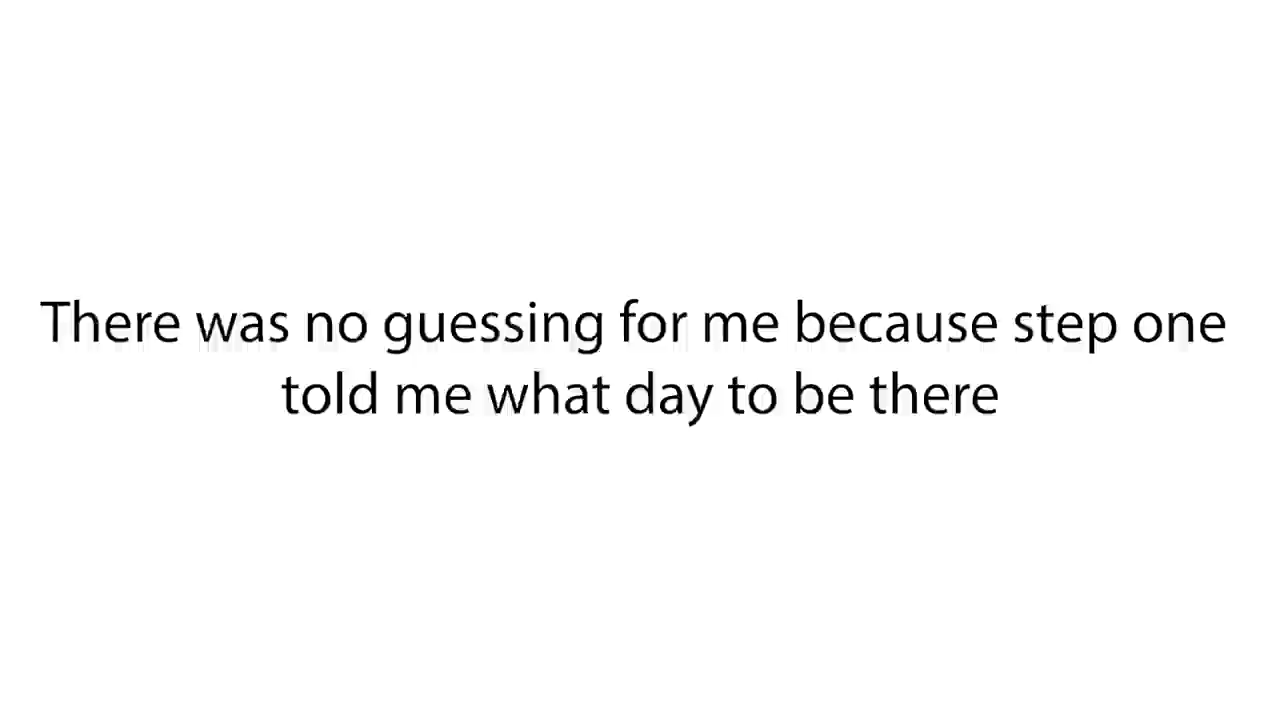 There was no guessing for me because step one
told me what day to be there